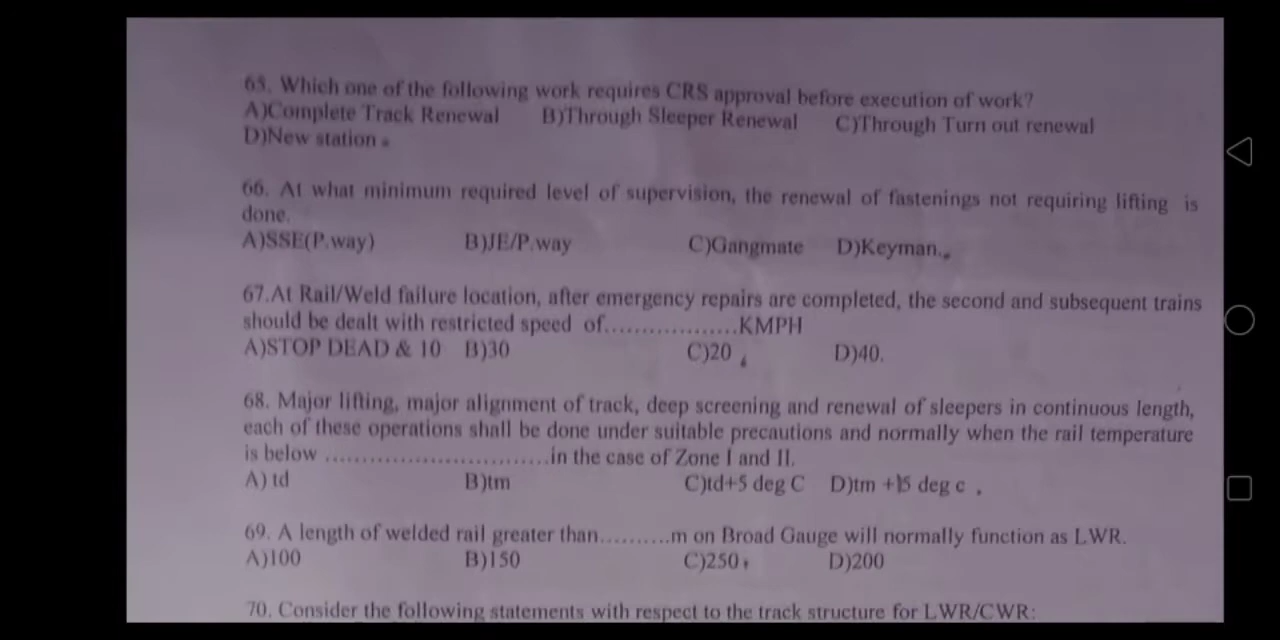 65. Which one of the following work requires CRS approval before execution of work?
A)Complete Track Renewal B)Through Sleeper Renewal C)Through Turn out renewal
D)New station
66. At what minimum required level of supervision, the renewal of fastenings not requiring lifting is
done.
A)SSE(P.way) B)JE/P.way C)Gangmate D)Keyman.
67.At Rail/Weld failure location, after emergency repairs are completed, the second and subsequent trains
should be dealt with restricted speed of..................KMPH
A)STOP DEAD & 10 B)30 C)20 D)40.
68. Major lifting, major alignment of track, deep screening and renewal of sleepers in continuous length,
each of these operations shall be done under suitable precautions and normally when the rail temperature
is below ..............................in the case of Zone I and II.
A) td B)tm C)td+5 deg C D)tm +15 deg c .
69. A length of welded rail greater than..........m on Broad Gauge will normally function as LWR.
A)100 B)150 C)250 D)200
70. Consider the following statements with respect to the track structure for LWR/CWR: